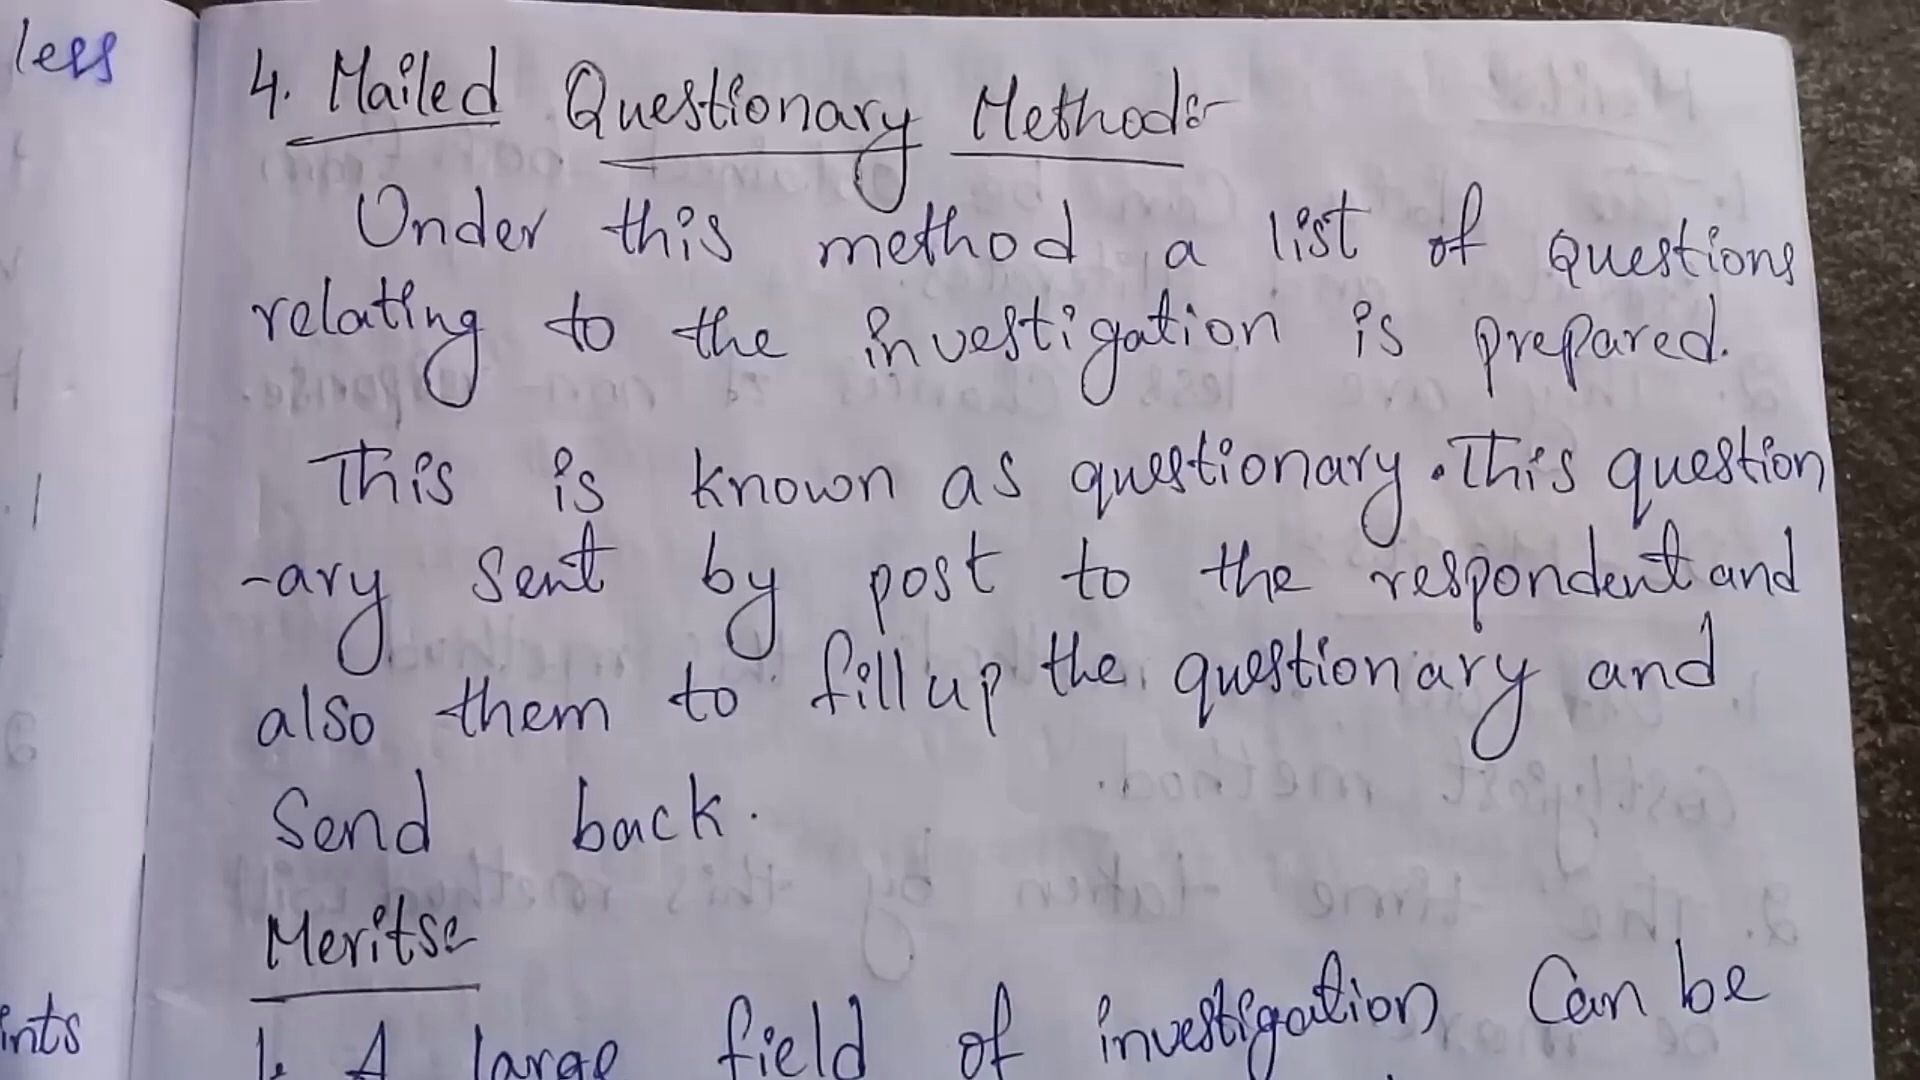 less
4. Mailed Questionary Method:-
Under this method a list of questions
relating to the investigation is prepared.
This is known as questionary. This question
-ary sent by post to the respondent and
also them to fill up the questionary and
Send back.
Merits:-
1. A large field of investigation Can be
ints